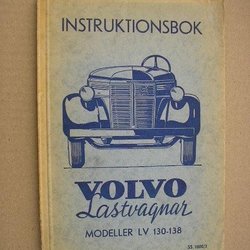 INSTRUKTIONSBOK
VOLVO
Lastvagnar
MODELLER LV 130-138